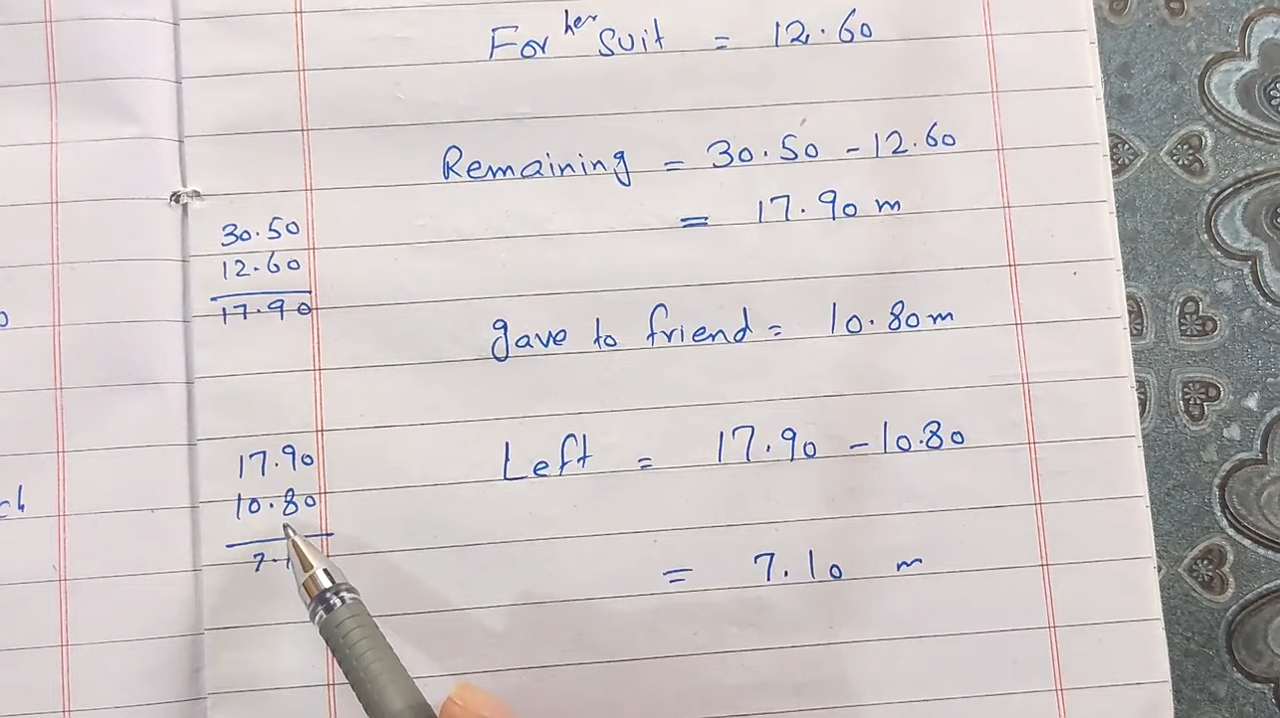 For her suit = 12.60
Remaining = 30.50 - 12.60
= 17.90 m
30.50
12.60
17.90
gave to friend = 10.80m
Left = 17.90 - 10.80
= 7.10 m
17.90
10.80